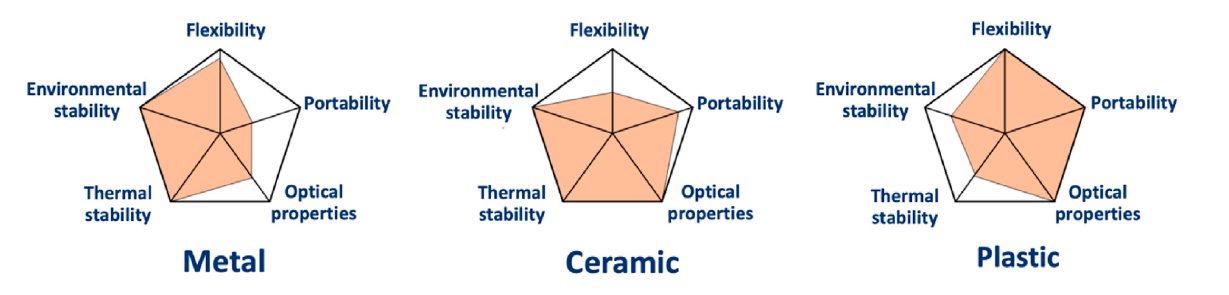 Flexibility
Environmental
stability
Portability
Thermal
stability
Optical
properties
Metal
Flexibility
Environmental
stability
Portability
Thermal
stability
Optical
properties
Ceramic
Flexibility
Environmental
stability
Portability
Thermal
stability
Optical
properties
Plastic